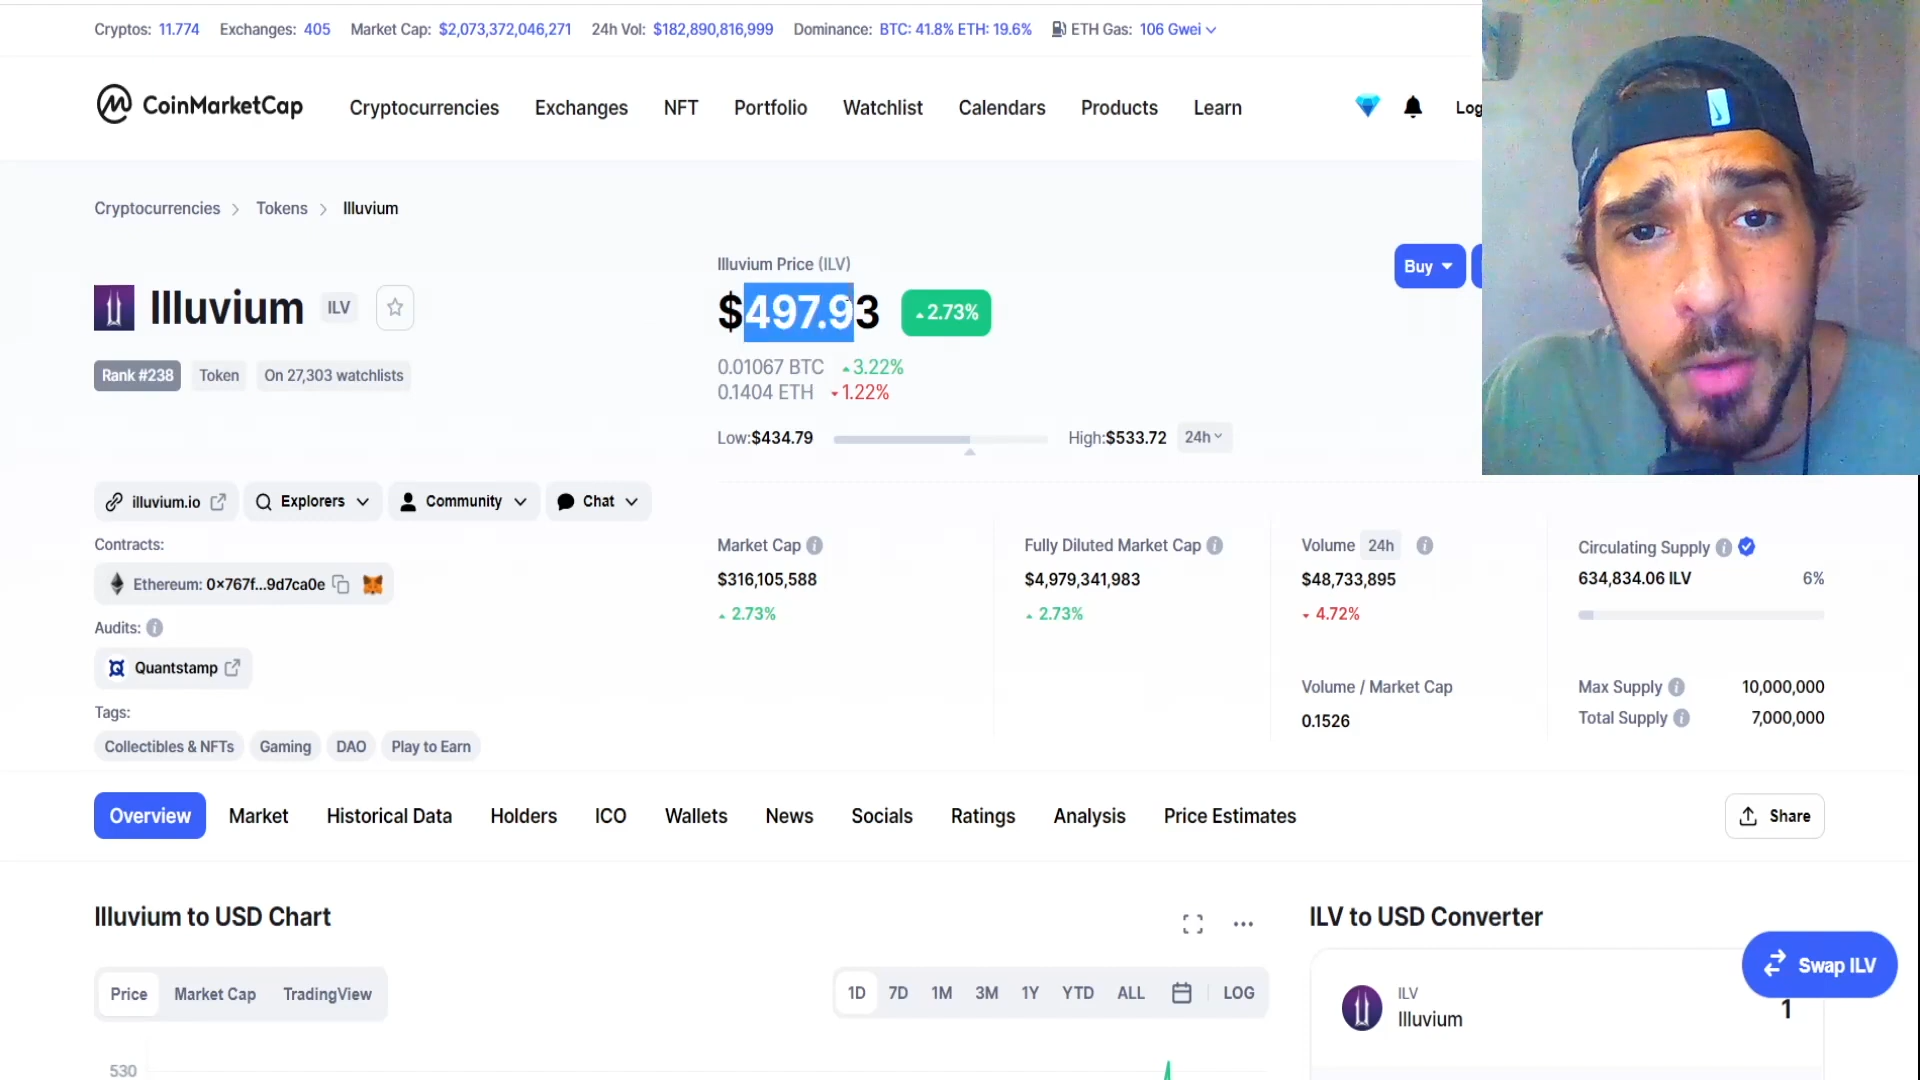 Cryptos: 11.774 Exchanges: 405 Market Cap: $2,073,372,046,271 24h Vol: $182,890,816,999 Dominance: BTC: 41.8% ETH: 19.6% ETH Gas: 106 Gwei
CoinMarketCap Cryptocurrencies Exchanges NFT Portfolio Watchlist Calendars Products Learn Log
Cryptocurrencies Tokens Illuvium
Illuvium ILV
Rank #238 Token On 27,303 watchlists
Illuvium Price (ILV)
$497.93 2.73%
0.01067 BTC 3.22%
0.1404 ETH 1.22%
Low:$434.79 High:$533.72 24h
Buy
illuvium.io Explorers Community Chat
Contracts:
Ethereum: 0×767f...9d7ca0e
Audits:
Quantstamp
Tags:
Collectibles & NFTs Gaming DAO Play to Earn
Market Cap
$316,105,588
2.73%
Fully Diluted Market Cap
$4,979,341,983
2.73%
Volume 24h
$48,733,895
4.72%
Volume / Market Cap
0.1526
Circulating Supply
634,834.06 ILV 6%
Max Supply 10,000,000
Total Supply 7,000,000
Overview Market Historical Data Holders ICO Wallets News Socials Ratings Analysis Price Estimates Share
Illuvium to USD Chart
Price Market Cap TradingView 1D 7D 1M 3M 1Y YTD ALL LOG
530
ILV to USD Converter
Swap ILV
ILV
Illuvium 1